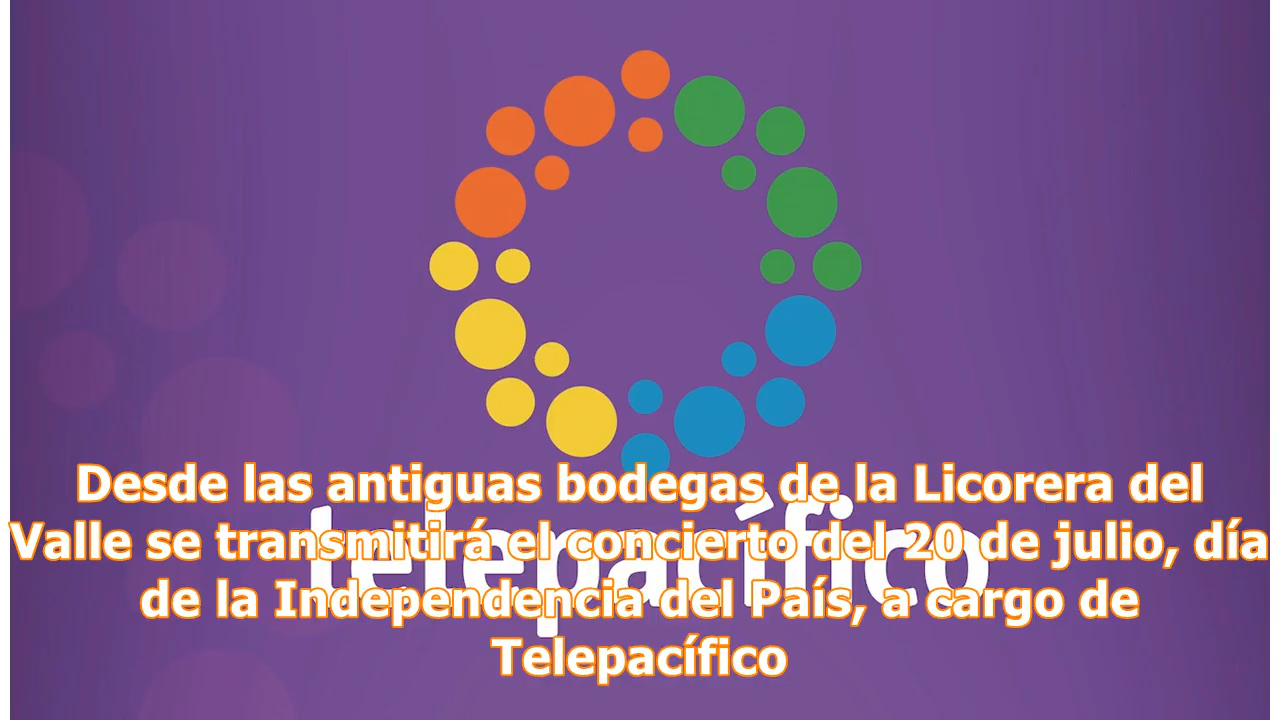 Desde las antiguas bodegas de la Licorera del
Valle se transmitirá el concierto del 20 de julio, día
de la Independencia del País, a cargo de
Telepacífico
telepacífico